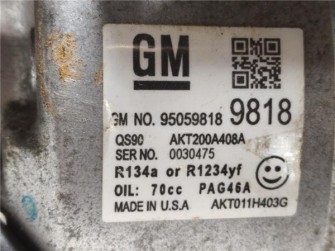 GM
GM NO. 95059818 9818
QS90 AKT200A408A
SER NO. 0030475
R134a or R1234yf
OIL: 70cc PAG46A
MADE IN U.S.A AKT011H403G